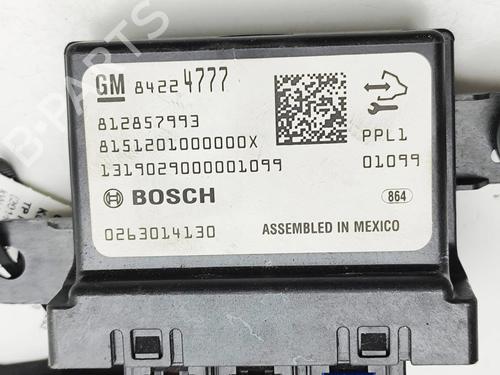 GM 84224777
812857993
8151201000000X
1319029000001099
PPL1
01099
BOSCH
864
0263014130
ASSEMBLED IN MEXICO